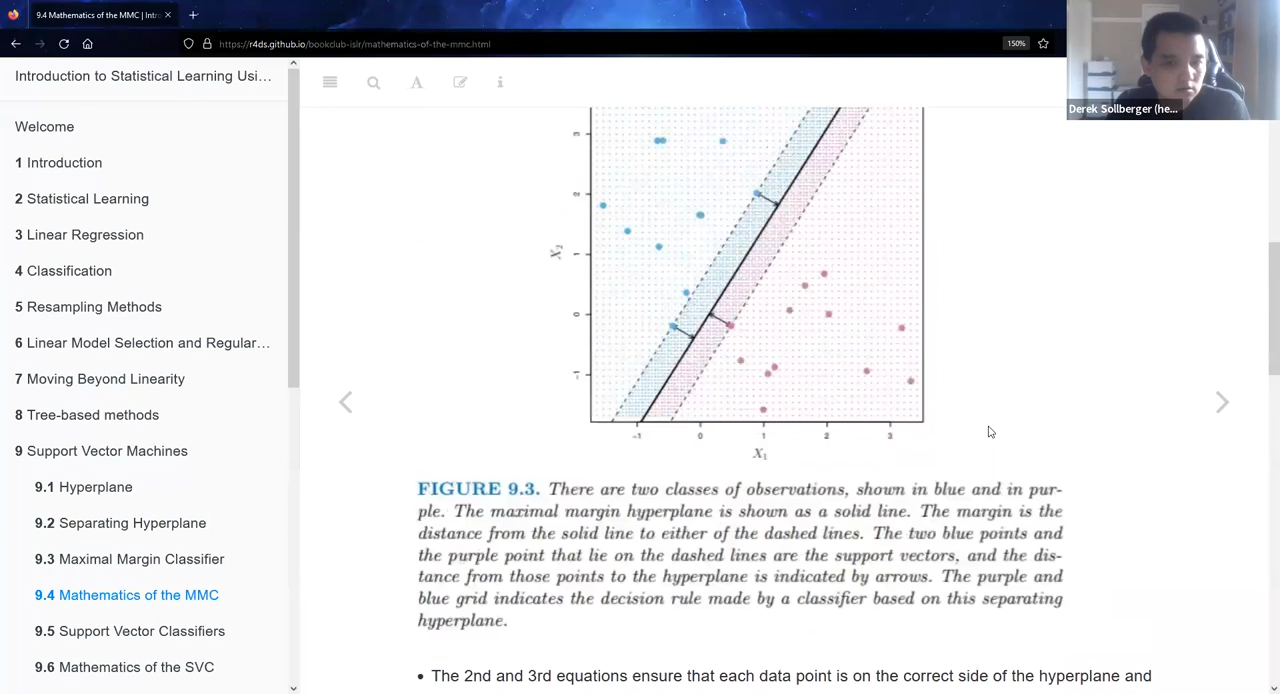 9.4 Mathematics of the MMC | Intro
https://r4ds.github.io/bookclub-islr/mathematics-of-the-mmc.html
150%
Derek Sollberger (he...
Introduction to Statistical Learning Usi...
Welcome
1 Introduction
2 Statistical Learning
3 Linear Regression
4 Classification
5 Resampling Methods
6 Linear Model Selection and Regular...
7 Moving Beyond Linearity
8 Tree-based methods
9 Support Vector Machines
9.1 Hyperplane
9.2 Separating Hyperplane
9.3 Maximal Margin Classifier
9.4 Mathematics of the MMC
9.5 Support Vector Classifiers
9.6 Mathematics of the SVC
3
2
1
0
-1
X2
-1 0 1 2 3
X1
FIGURE 9.3. There are two classes of observations, shown in blue and in pur-
ple. The maximal margin hyperplane is shown as a solid line. The margin is the
distance from the solid line to either of the dashed lines. The two blue points and
the purple point that lie on the dashed lines are the support vectors, and the dis-
tance from those points to the hyperplane is indicated by arrows. The purple and
blue grid indicates the decision rule made by a classifier based on this separating
hyperplane.
• The 2nd and 3rd equations ensure that each data point is on the correct side of the hyperplane and